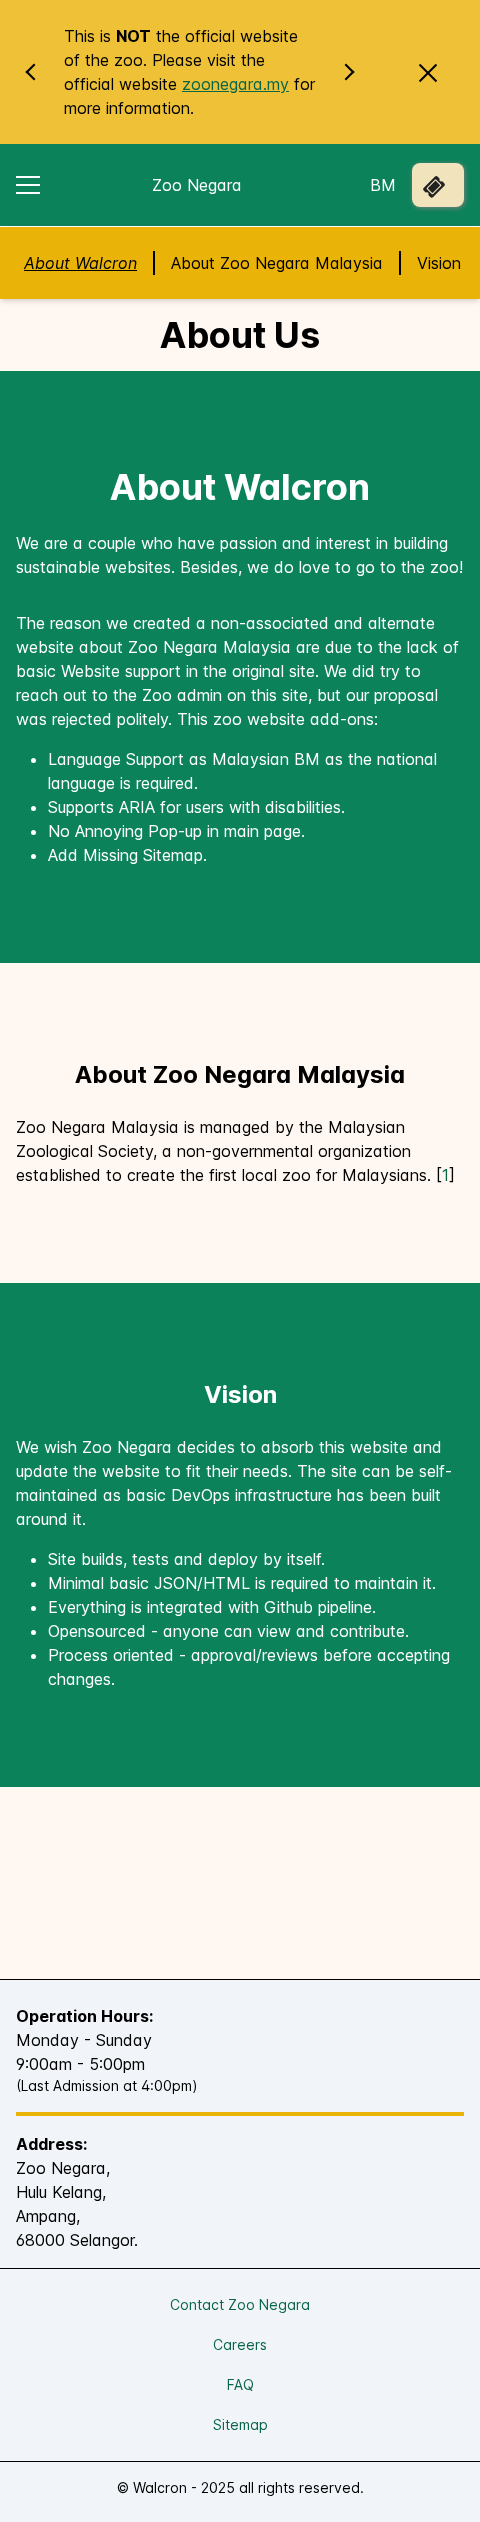 This is NOT the official website
of the zoo. Please visit the
official website zoonegara.my for
more information.
Zoo Negara
BM
About Walcron
About Zoo Negara Malaysia
Vision
About Us
About Walcron
We are a couple who have passion and interest in building
sustainable websites. Besides, we do love to go to the zoo!
The reason we created a non-associated and alternate
website about Zoo Negara Malaysia are due to the lack of
basic Website support in the original site. We did try to
reach out to the Zoo admin on this site, but our proposal
was rejected politely. This zoo website add-ons:
• Language Support as Malaysian BM as the national
language is required.
• Supports ARIA for users with disabilities.
• No Annoying Pop-up in main page.
• Add Missing Sitemap.
About Zoo Negara Malaysia
Zoo Negara Malaysia is managed by the Malaysian
Zoological Society, a non-governmental organization
established to create the first local zoo for Malaysians. [1]
Vision
We wish Zoo Negara decides to absorb this website and
update the website to fit their needs. The site can be self-
maintained as basic DevOps infrastructure has been built
around it.
• Site builds, tests and deploy by itself.
• Minimal basic JSON/HTML is required to maintain it.
• Everything is integrated with Github pipeline.
• Opensourced - anyone can view and contribute.
• Process oriented - approval/reviews before accepting
changes.
Operation Hours:
Monday - Sunday
9:00am - 5:00pm
(Last Admission at 4:00pm)
Address:
Zoo Negara,
Hulu Kelang,
Ampang,
68000 Selangor.
Contact Zoo Negara
Careers
FAQ
Sitemap
© Walcron - 2025 all rights reserved.